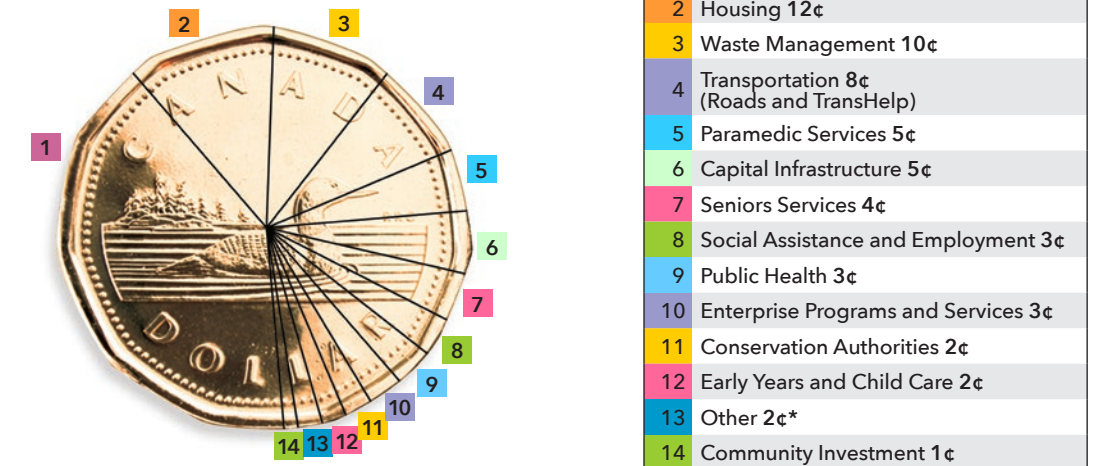 2
3
4
5
6
7
8
9
10
11
12
13
14
1
CANADA
DOLLAR
2 Housing 12¢
3 Waste Management 10¢
4 Transportation 8¢
(Roads and TransHelp)
5 Paramedic Services 5¢
6 Capital Infrastructure 5¢
7 Seniors Services 4¢
8 Social Assistance and Employment 3¢
9 Public Health 3¢
10 Enterprise Programs and Services 3¢
11 Conservation Authorities 2¢
12 Early Years and Child Care 2¢
13 Other 2¢*
14 Community Investment 1¢